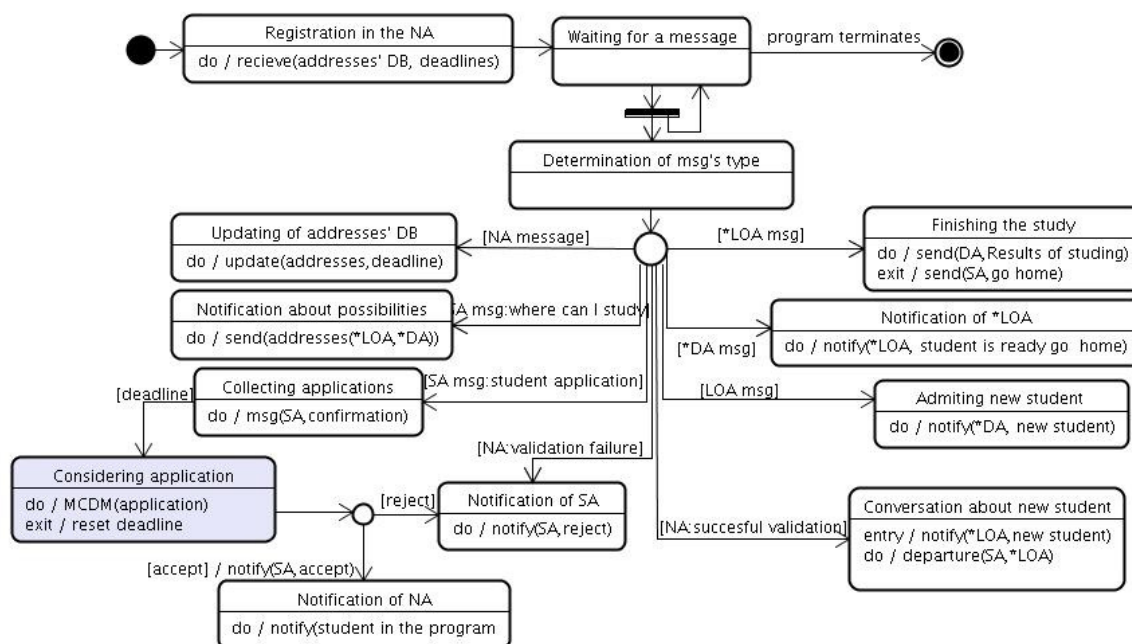 Registration in the NA
do / recieve(addresses' DB, deadlines)
Waiting for a message
program terminates
Determination of msg's type
Updating of addresses' DB
do / update(addresses,deadline)
[NA message]
[*LOA msg]
Finishing the study
do / send(DA,Results of studing)
exit / send(SA,go home)
Notification about possibilities
do / send(addresses(*LOA,*DA))
SA msg:where can I study]
[*DA msg]
Notification of *LOA
do / notify(*LOA, student is ready go home)
[deadline]
Collecting applications
do / msg(SA,confirmation)
[SA msg:student application]
[LOA msg]
Admiting new student
do / notify(*DA, new student)
Considering application
do / MCDM(application)
exit / reset deadline
[NA:validation failure]
[reject]
Notification of SA
do / notify(SA,reject)
[NA:succesful validation]
Conversation about new student
entry / notify(*LOA,new student)
do / departure(SA,*LOA)
[accept] / notify(SA,accept)
Notification of NA
do / notify(student in the program